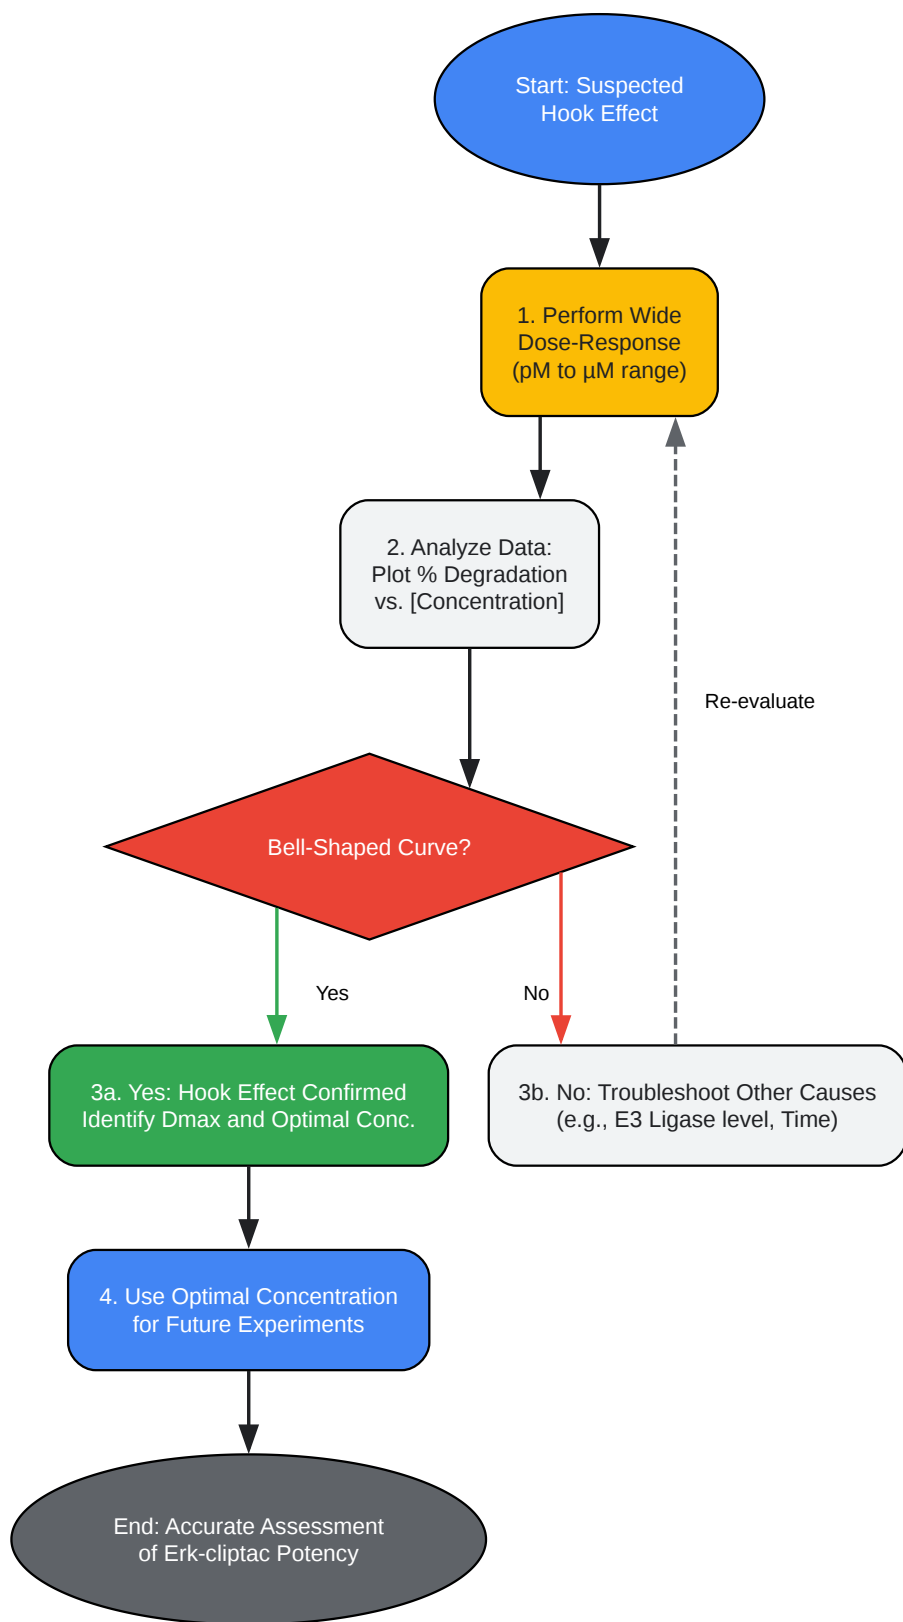 Start: Suspected
Hook Effect
1. Perform Wide
Dose-Response
(pM to µM range)
2. Analyze Data:
Plot % Degradation
vs. [Concentration]
Re-evaluate
Bell-Shaped Curve?
Yes
No
3a. Yes: Hook Effect Confirmed
Identify Dmax and Optimal Conc.
3b. No: Troubleshoot Other Causes
(e.g., E3 Ligase level, Time)
4. Use Optimal Concentration
for Future Experiments
End: Accurate Assessment
of Erk-cliptac Potency